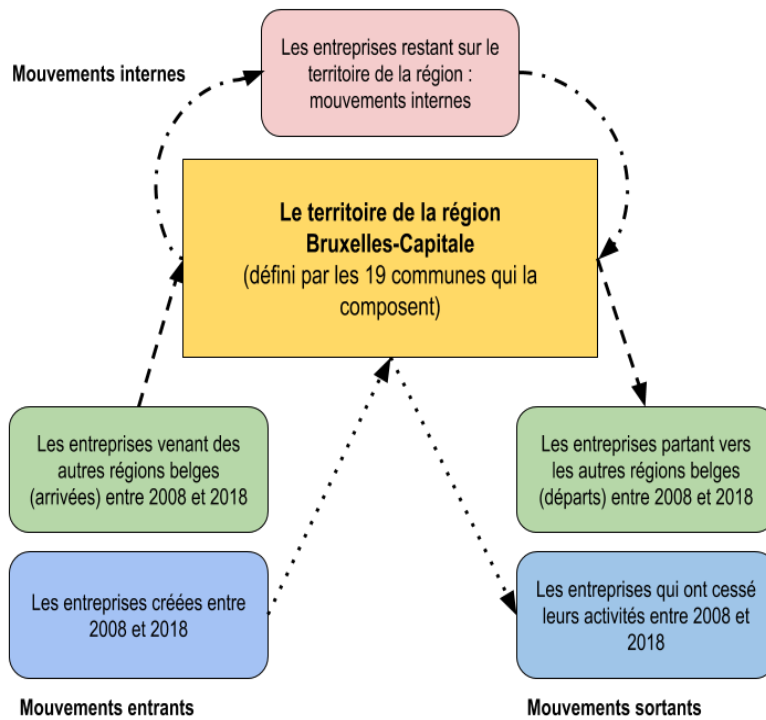 Les entreprises restant sur le
territoire de la région :
mouvements internes
Mouvements internes
Le territoire de la région
Bruxelles-Capitale
(défini par les 19 communes qui la
composent)
Les entreprises venant des
autres régions belges
(arrivées) entre 2008 et 2018
Les entreprises partant vers
les autres régions belges
(départs) entre 2008 et 2018
Les entreprises créées entre
2008 et 2018
Les entreprises qui ont cessé
leurs activités entre 2008 et
2018
Mouvements entrants
Mouvements sortants